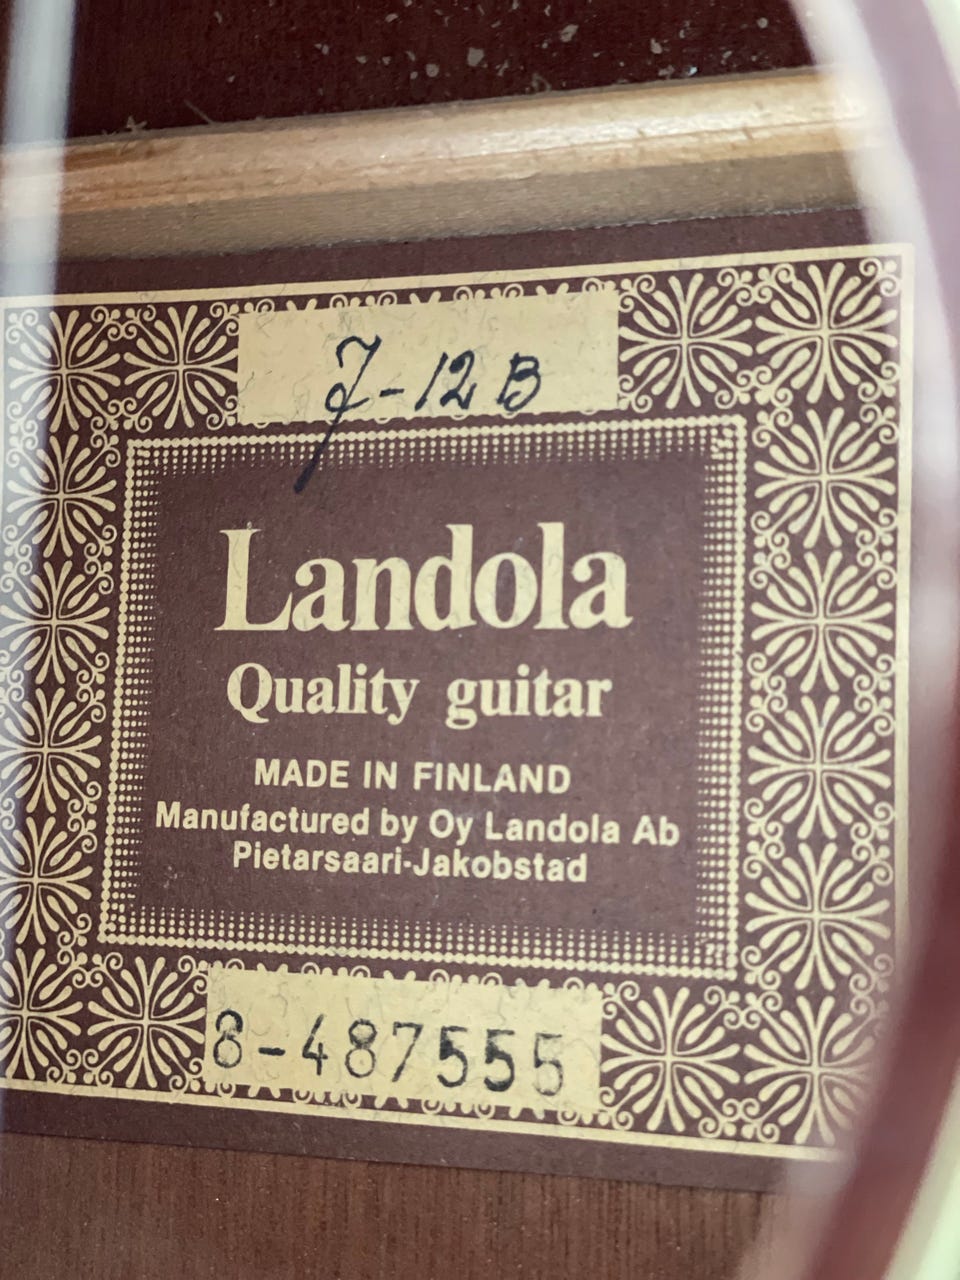 J-12B
Landola
Quality guitar
MADE IN FINLAND
Manufactured by Oy Landola Ab
Pietarsaari-Jakobstad
8-487555